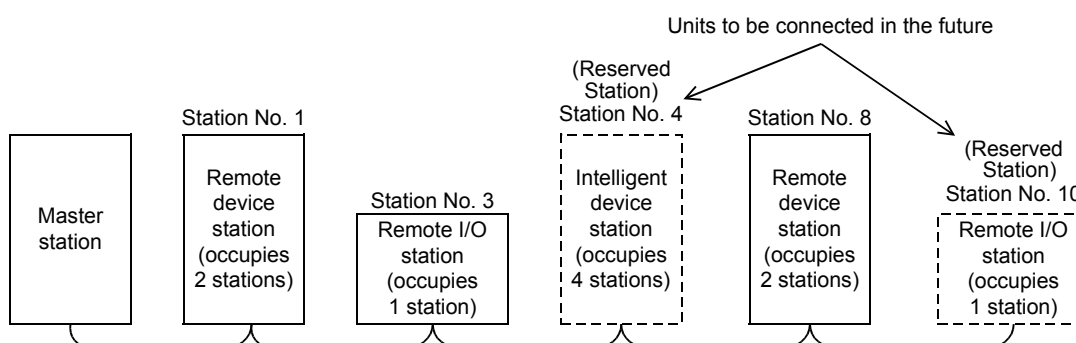 Units to be connected in the future
(Reserved
Station)
Station No. 4
Station No. 1
Station No. 8
(Reserved
Station)
Station No. 10
Station No. 3
Master
station
Remote
device
station
(occupies
2 stations)
Remote I/O
station
(occupies
1 station)
Intelligent
device
station
(occupies
4 stations)
Remote
device
station
(occupies
2 stations)
Remote I/O
station
(occupies
1 station)